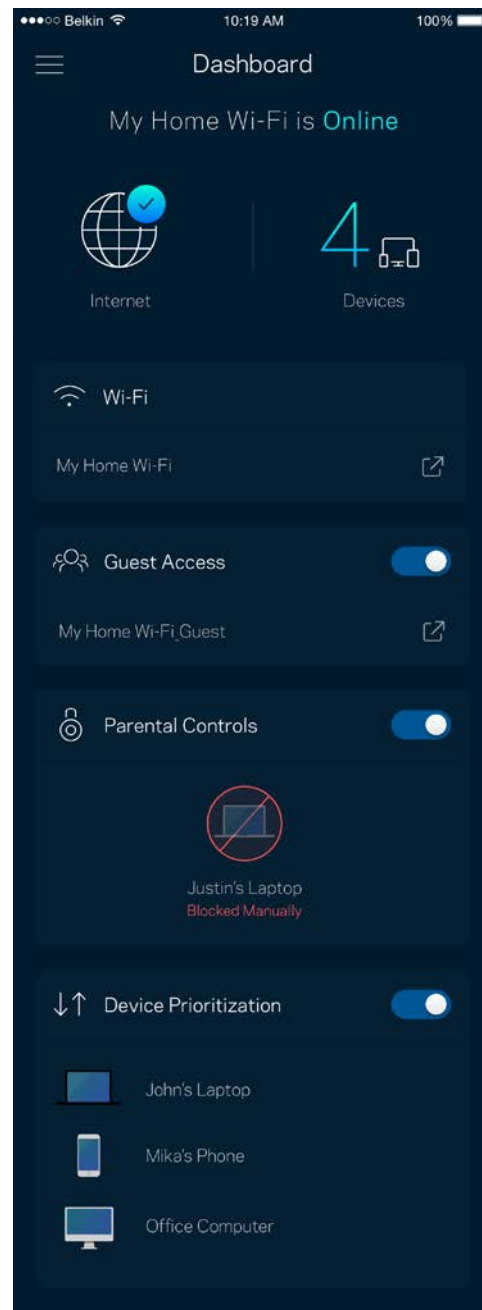 Belkin 10:19 AM 100%
Dashboard
My Home Wi-Fi is Online
4
Internet Devices
Wi-Fi
My Home Wi-Fi
Guest Access
My Home Wi-Fi_Guest
Parental Controls
Justin's Laptop
Blocked Manually
Device Prioritization
John's Laptop
Mika's Phone
Office Computer